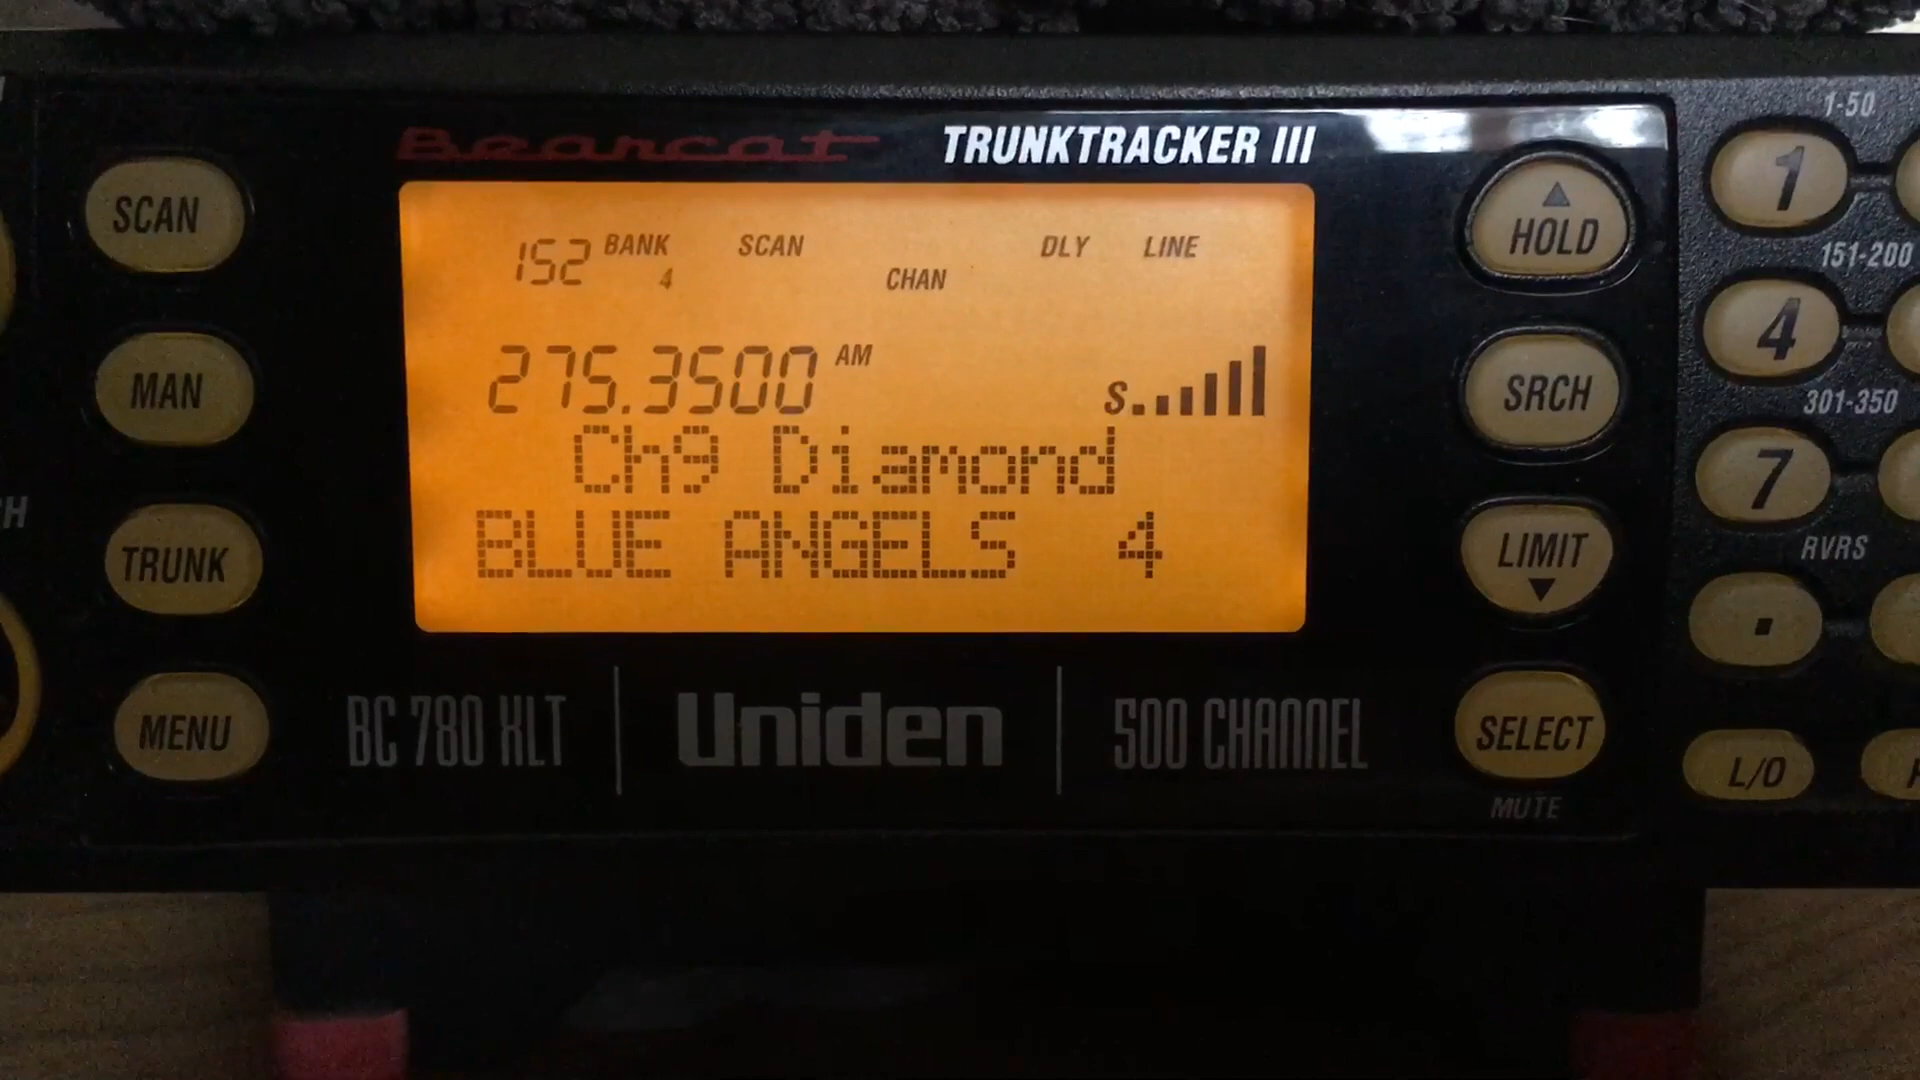 Bearcat TRUNKTRACKER III
152 BANK SCAN DLY LINE
4 CHAN
275.3500 AM S
Ch9 Diamond
BLUE ANGELS 4
BC 780 XLT Uniden 500 CHANNEL
SCAN
MAN
TRUNK
MENU
HOLD
SRCH
LIMIT
SELECT
MUTE
1-50
1
151-200
4
301-350
7
RVRS
.
L/O